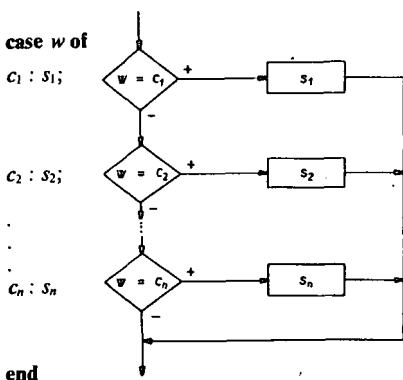 case w of
c₁ : s₁;
w = c₁
+
s₁
−
c₂ : s₂;
w = c₂
+
s₂
−
.
.
.
cₙ : sₙ
w = cₙ
+
sₙ
−
end